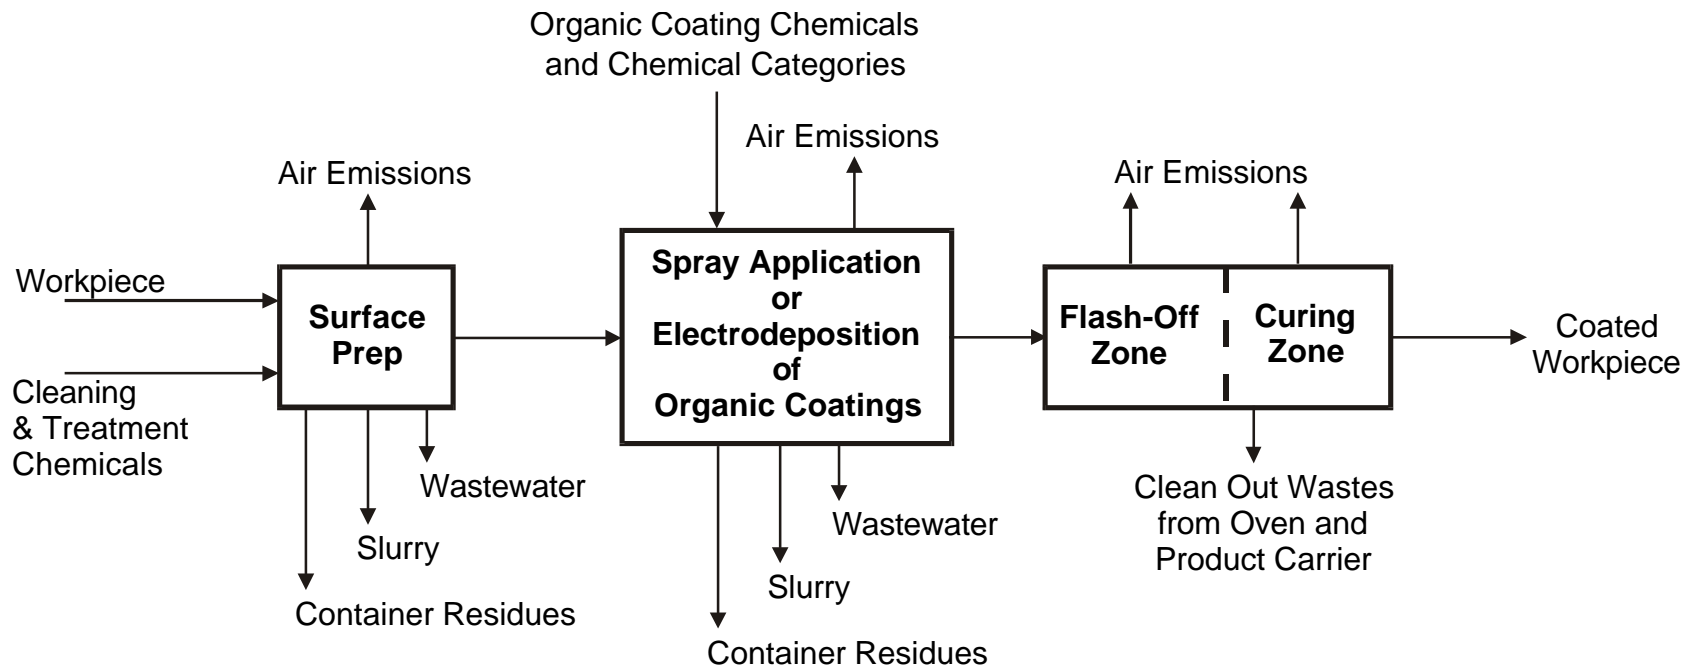 Organic Coating Chemicals
and Chemical Categories
Air Emissions
Air Emissions
Air Emissions
Workpiece
Cleaning
& Treatment
Chemicals
Surface
Prep
Spray Application
or
Electrodeposition
of
Organic Coatings
Flash-Off
Zone
Curing
Zone
Coated
Workpiece
Wastewater
Slurry
Container Residues
Wastewater
Slurry
Container Residues
Clean Out Wastes
from Oven and
Product Carrier